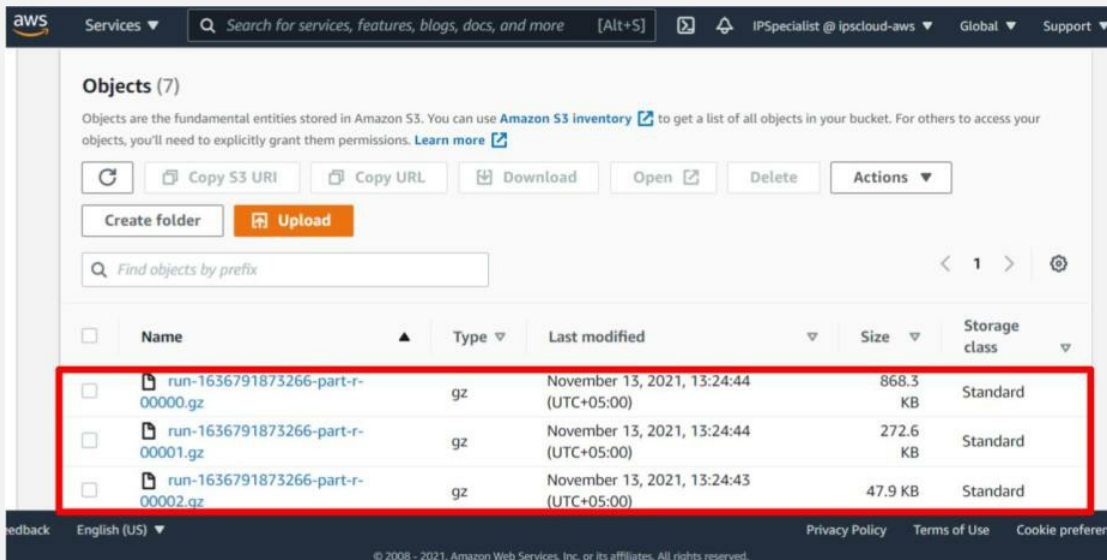 aws Services ▼ Search for services, features, blogs, docs, and more [Alt+S] IPSpecialist @ ipscloud-aws ▼ Global ▼ Support ▼
Objects (7)
Objects are the fundamental entities stored in Amazon S3. You can use Amazon S3 inventory to get a list of all objects in your bucket. For others to access your
objects, you'll need to explicitly grant them permissions. Learn more
Copy S3 URI Copy URL Download Open Delete Actions ▼
Create folder Upload
Find objects by prefix < 1 >
Name ▲ Type Last modified Size Storage
class
run-1636791873266-part-r- gz November 13, 2021, 13:24:44 868.3 Standard
00000.gz (UTC+05:00) KB
run-1636791873266-part-r- gz November 13, 2021, 13:24:44 272.6 Standard
00001.gz (UTC+05:00) KB
run-1636791873266-part-r- gz November 13, 2021, 13:24:43 47.9 KB Standard
00002.gz (UTC+05:00)
eedback English (US) ▼ Privacy Policy Terms of Use Cookie preferen
© 2008 - 2021, Amazon Web Services, Inc. or its affiliates. All rights reserved.